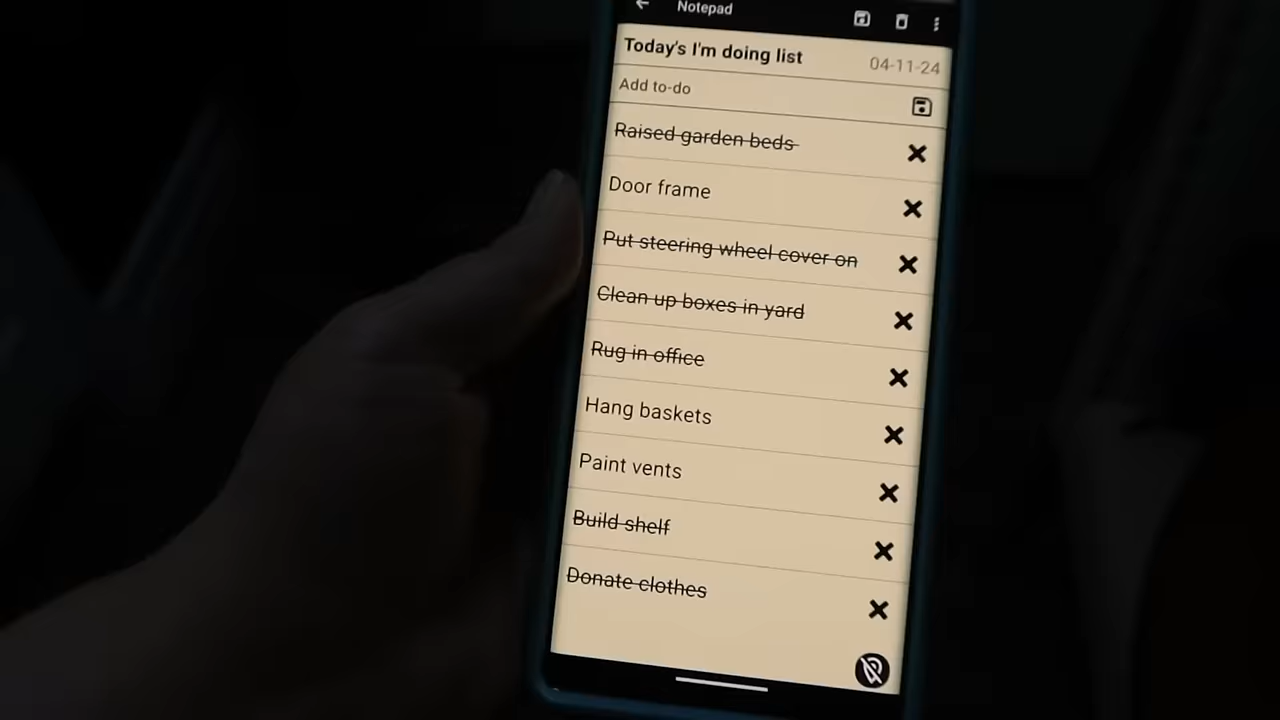 Notepad
Today's I'm doing list
04-11-24
Add to-do
Raised garden beds
Door frame
Put steering wheel cover on
Clean up boxes in yard
Rug in office
Hang baskets
Paint vents
Build shelf
Donate clothes